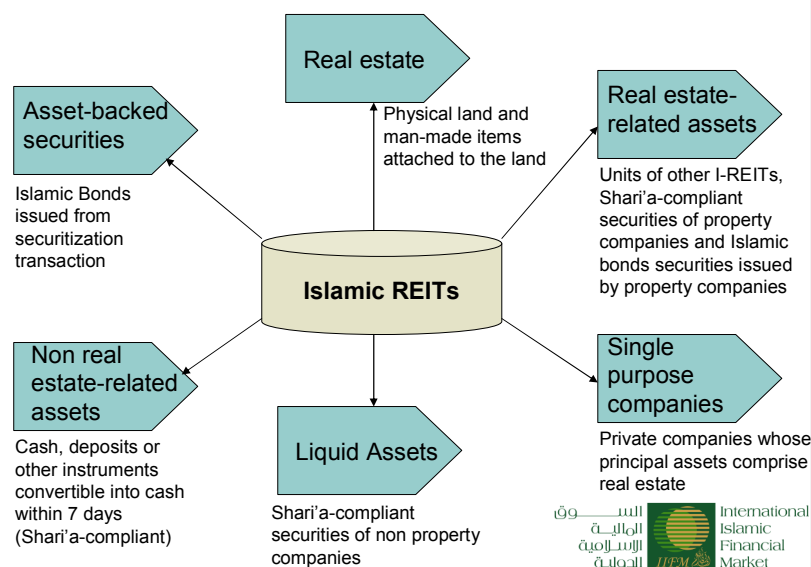 Real estate
Physical land and
man-made items
attached to the land
Asset-backed
securities
Islamic Bonds
issued from
securitization
transaction
Real estate-
related assets
Units of other I-REITs,
Shari'a-compliant
securities of property
companies and Islamic
bonds securities issued
by property companies
Islamic REITs
Non real
estate-related
assets
Cash, deposits or
other instruments
convertible into cash
within 7 days
(Shari'a-compliant)
Liquid Assets
Shari'a-compliant
securities of non property
companies
Single
purpose
companies
Private companies whose
principal assets comprise
real estate
الســـوق
الماليـــة
الإسلامية
الدوليـة
IIFM
International
Islamic
Financial
Market